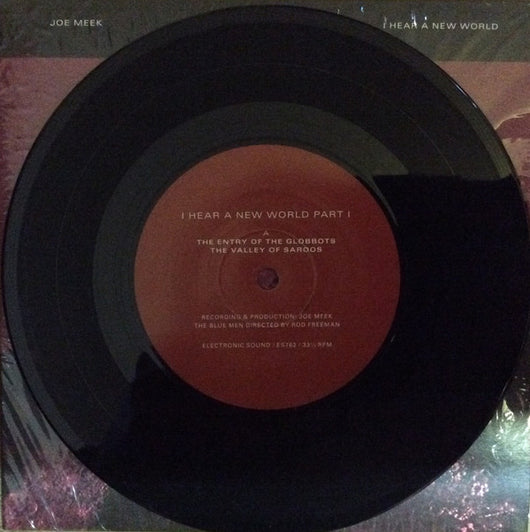 JOE MEEK
I HEAR A NEW WORLD
I HEAR A NEW WORLD PART I
A
THE ENTRY OF THE GLOBBOTS
THE VALLEY OF SAROOS
RECORDING & PRODUCTION: JOE MEEK
THE BLUE MEN DIRECTED BY ROD FREEMAN
ELECTRONIC SOUND / ES762 / 33⅓ RPM